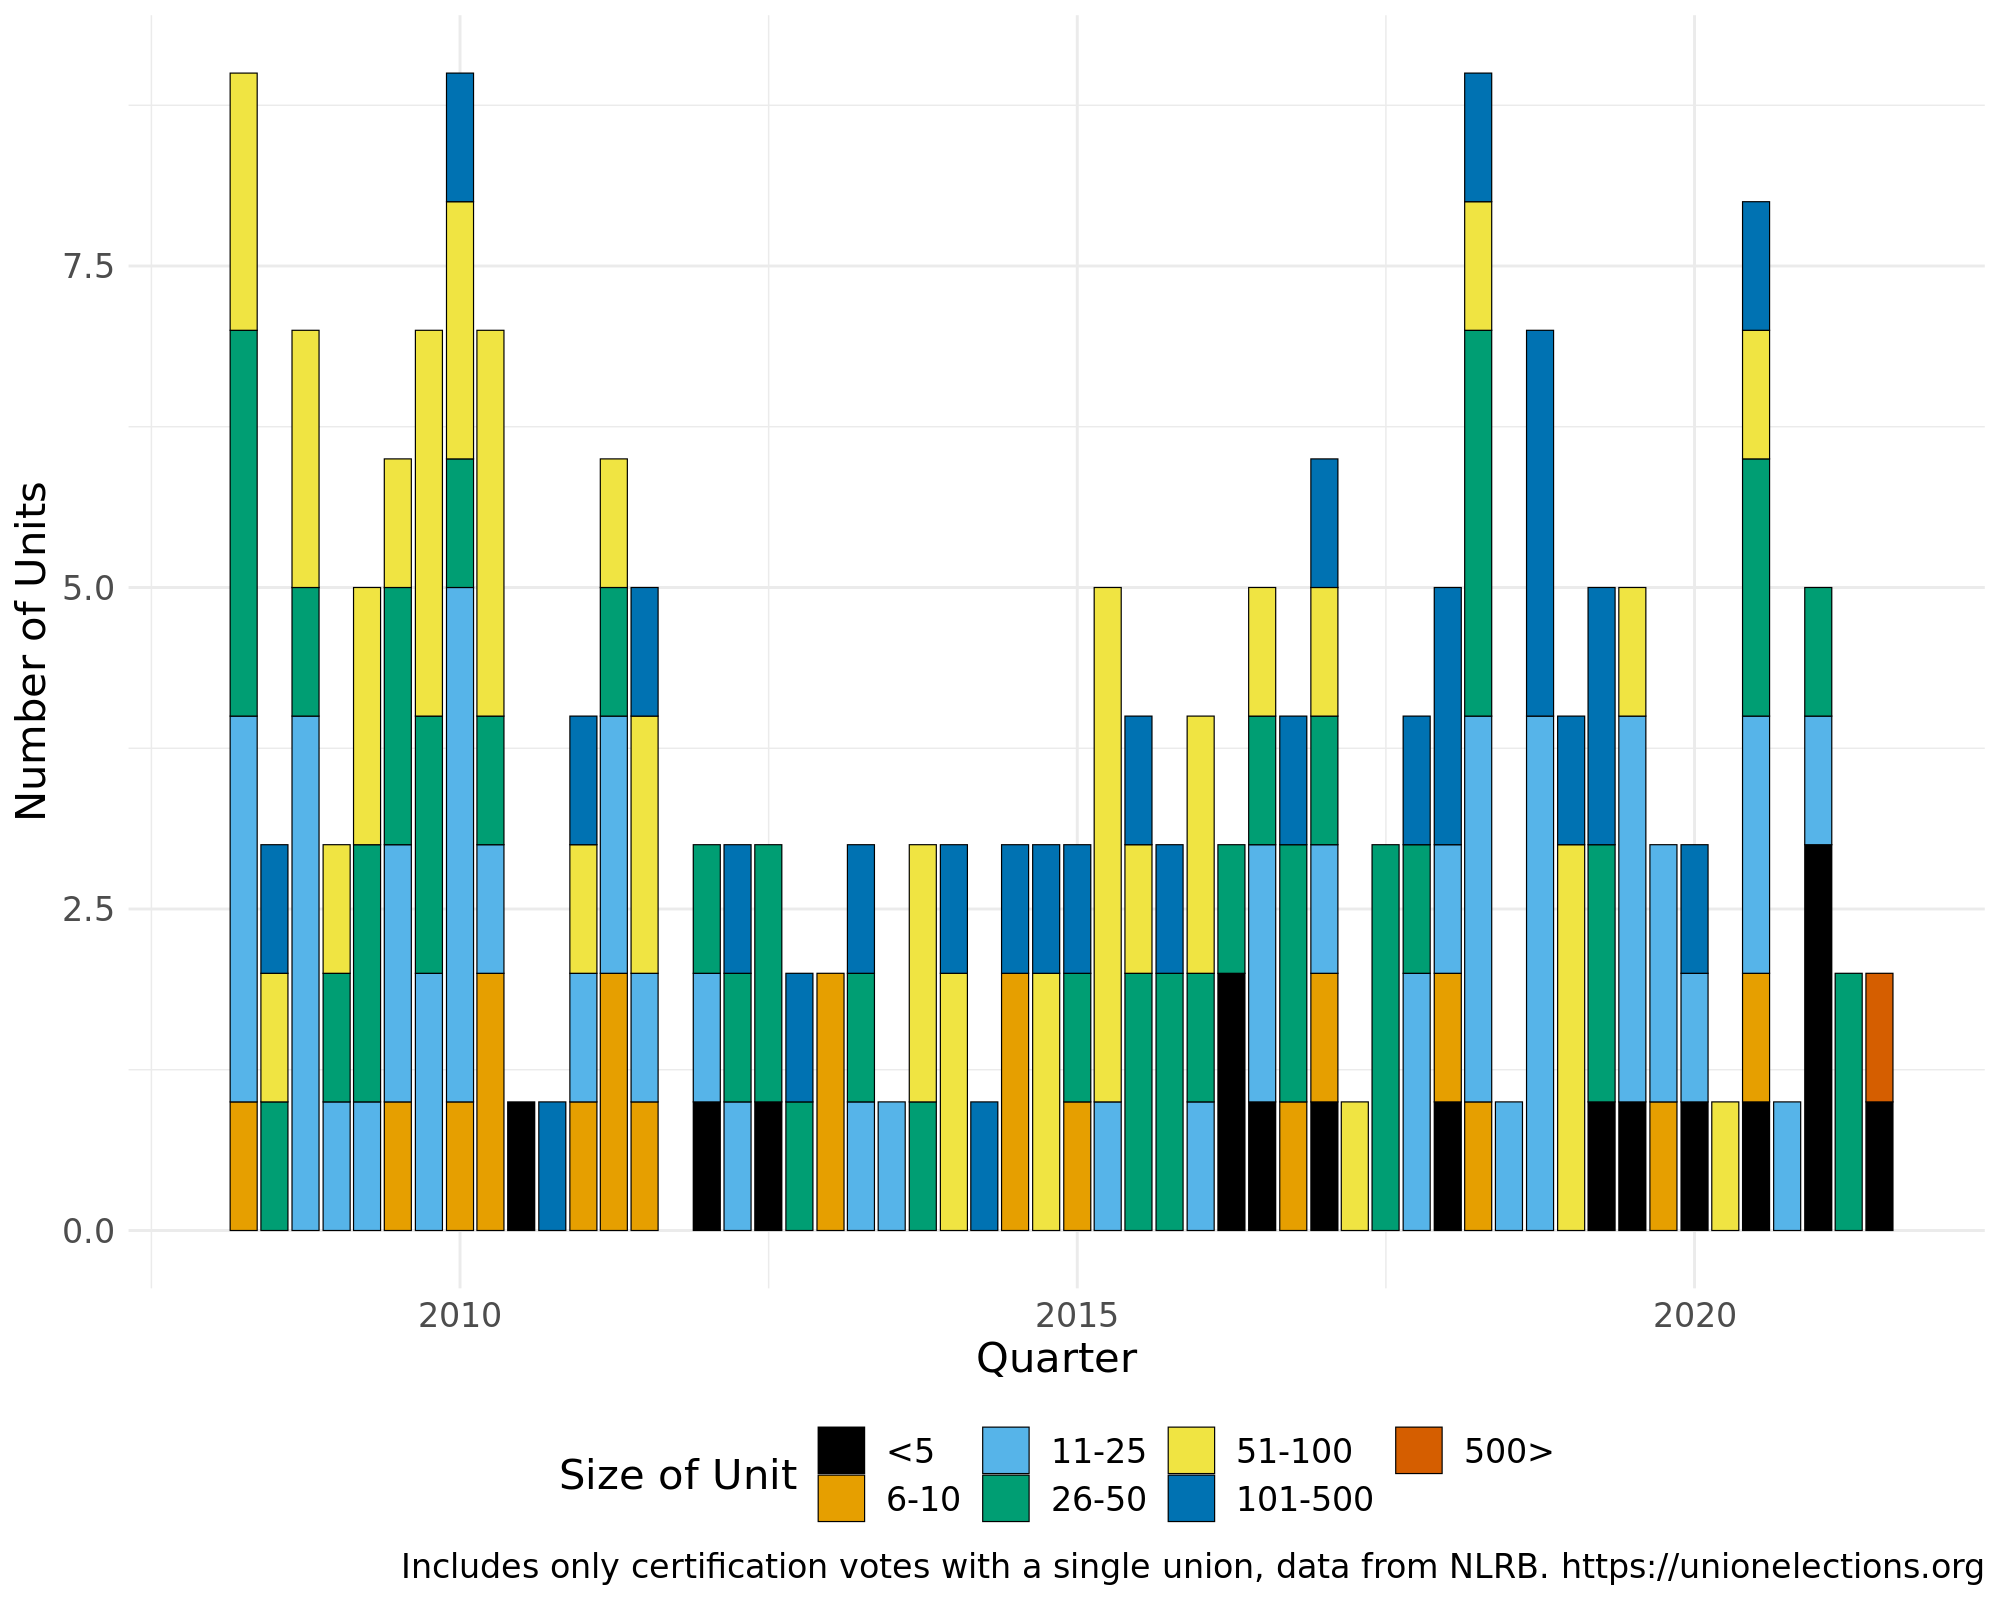 7.5
5.0
2.5
0.0
Number of Units
2010 2015 2020
Quarter
Size of Unit
<5 11-25 51-100 500>
6-10 26-50 101-500
Includes only certification votes with a single union, data from NLRB. https://unionelections.org